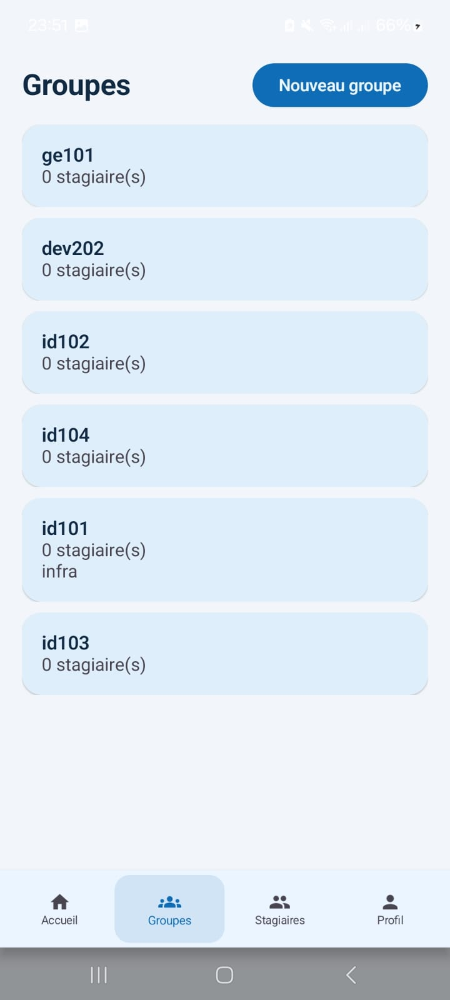 23:51 66%
Groupes
Nouveau groupe
ge101
0 stagiaire(s)
dev202
0 stagiaire(s)
id102
0 stagiaire(s)
id104
0 stagiaire(s)
id101
0 stagiaire(s)
infra
id103
0 stagiaire(s)
Accueil
Groupes
Stagiaires
Profil